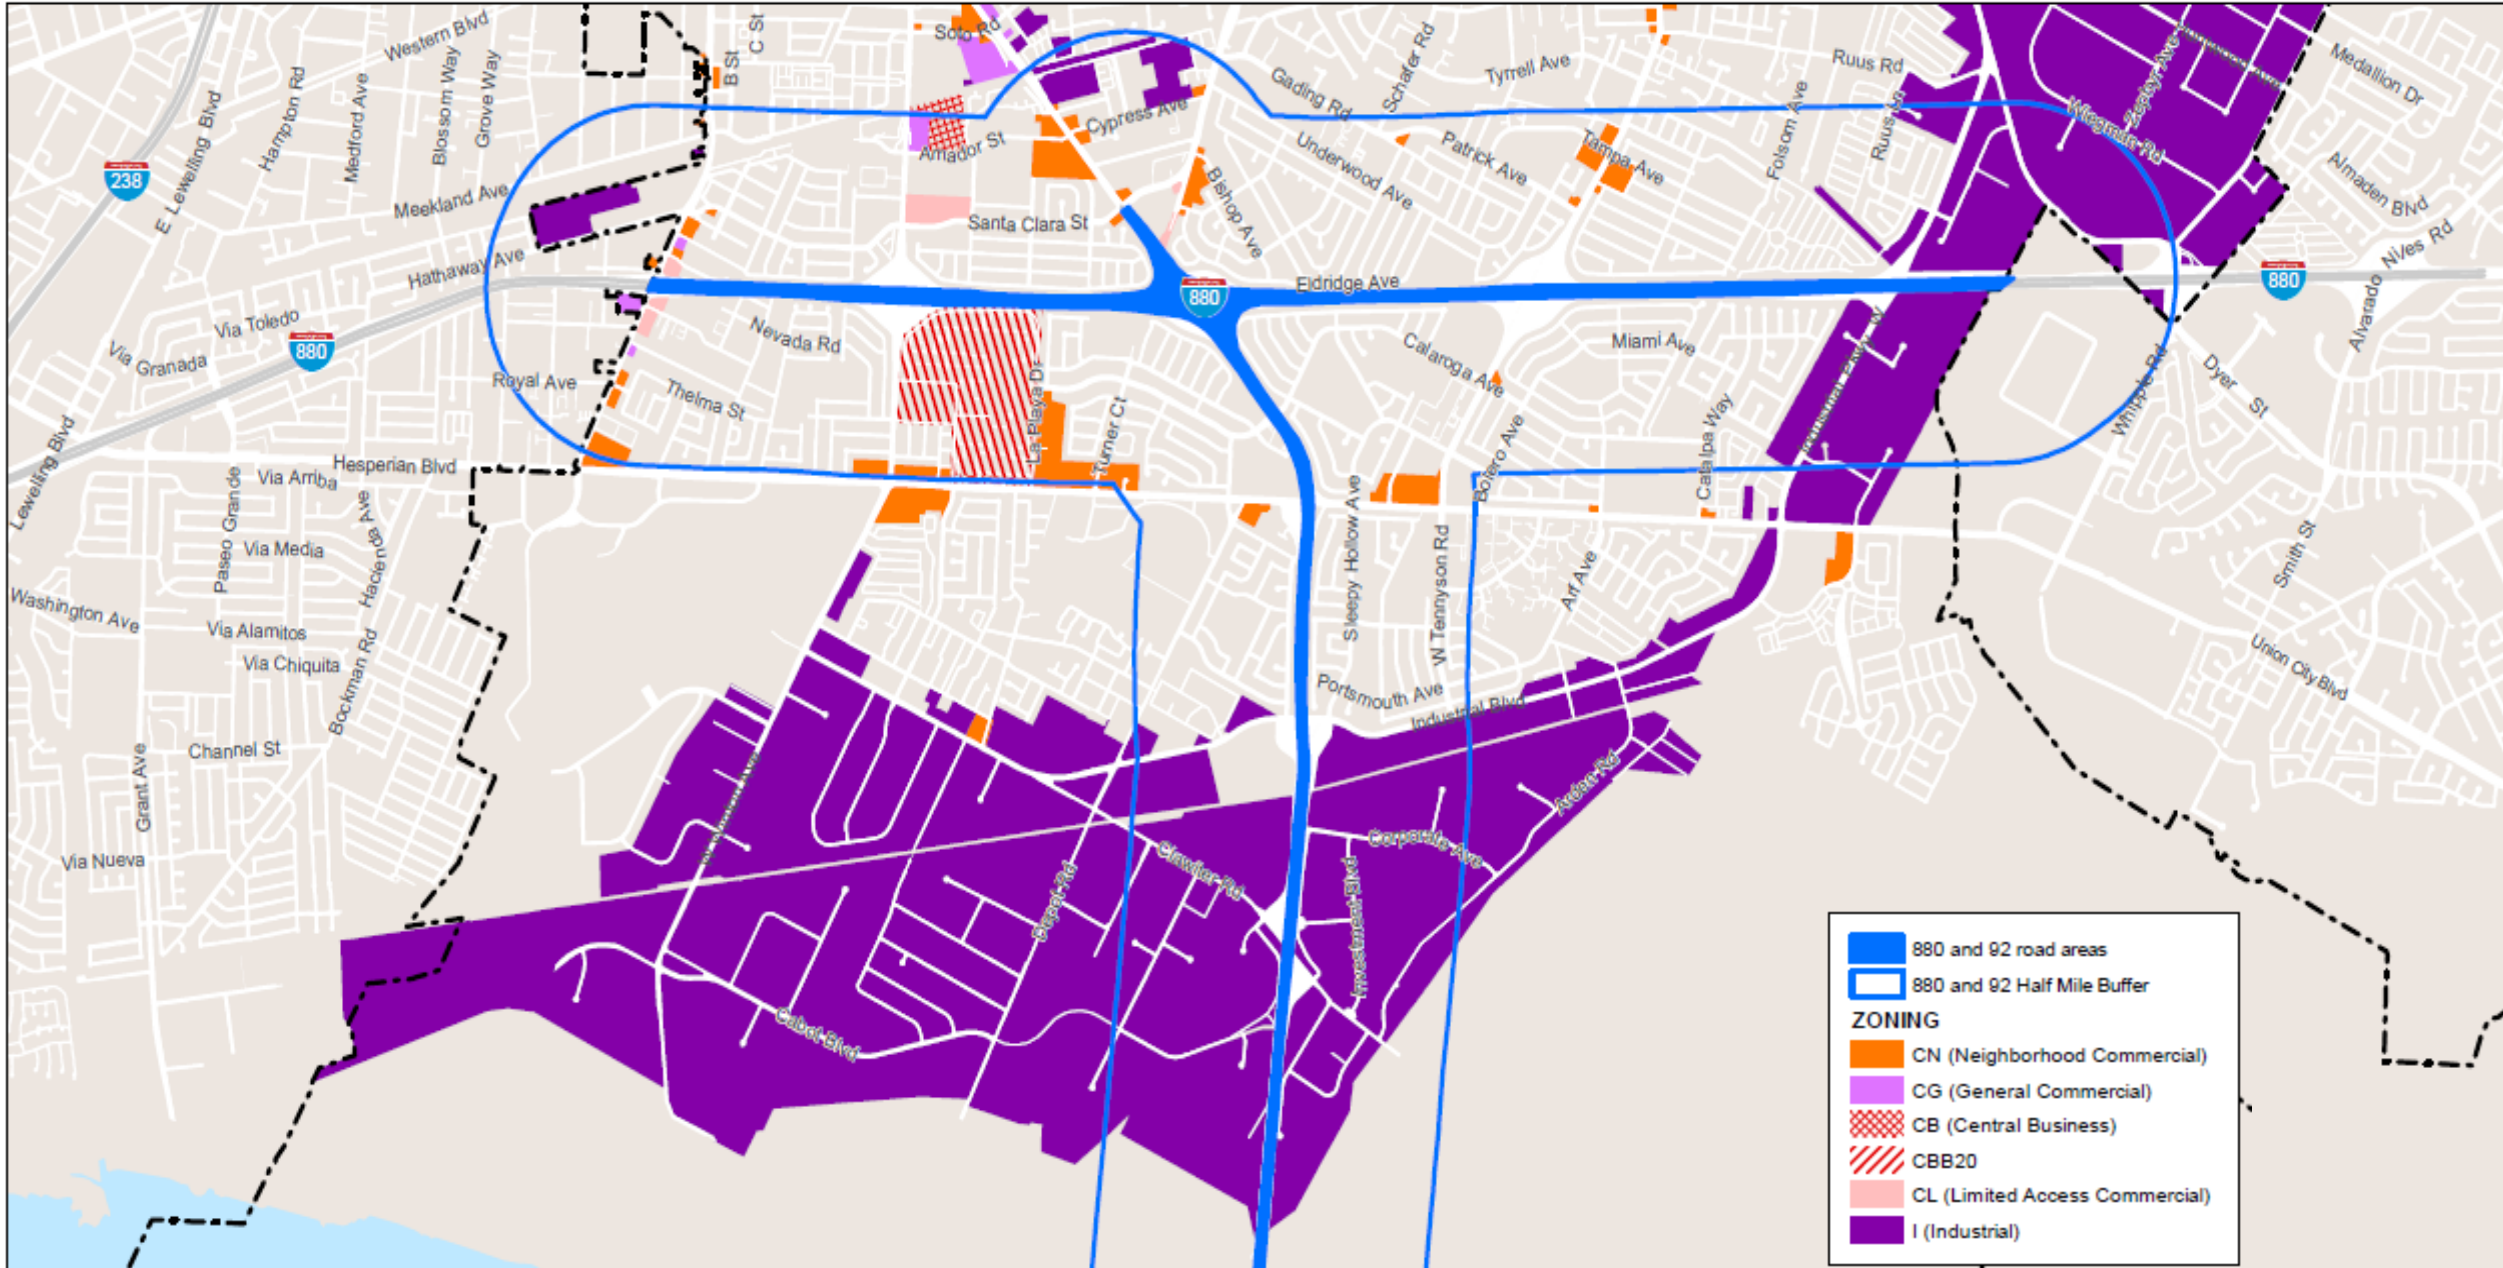 Western Blvd
B St
C St
Soto Rd
Schafer Rd
Gading Rd
Tyrrell Ave
Ruus Rd
Zephyr Ave
Medallion Dr
Hampton Rd
Medford Ave
Blossom Way
Grove Way
E Lewelling Blvd
238
Cypress Ave
Amador St
Underwood Ave
Patrick Ave
Tampa Ave
Folsom Ave
Ruus Ln
Wiegman Rd
Almaden Blvd
Meekland Ave
Santa Clara St
Bishop Ave
Hathaway Ave
Eldridge Ave
880
880
Alvarado Niles Rd
Via Toledo
880
Via Granada
Nevada Rd
Calaroga Ave
Miami Ave
Industrial Pkwy W
Whipple Rd
Dyer St
Royal Ave
Thelma St
La Playa Dr
Turner Ct
Botero Ave
Catalpa Way
Lewelling Blvd
Hesperian Blvd
Via Arriba
Paseo Grande
Hacienda Ave
Via Media
Sleepy Hollow Ave
W Tennyson Rd
Arf Ave
Smith St
Washington Ave
Via Alamitos
Via Chiquita
Bockman Rd
Union City Blvd
Portsmouth Ave
Industrial Blvd
Channel St
Grant Ave
Arden Rd
Via Nueva
Clawiter Rd
Corporate Ave
Depot Rd
Investment Blvd
Cabot Blvd
880 and 92 road areas
880 and 92 Half Mile Buffer
ZONING
CN (Neighborhood Commercial)
CG (General Commercial)
CB (Central Business)
CBB20
CL (Limited Access Commercial)
I (Industrial)